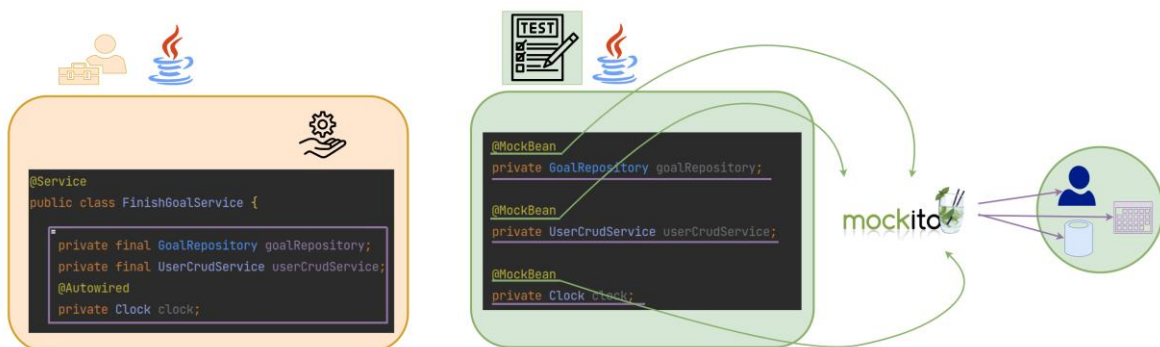 @Service
public class FinishGoalService {
private final GoalRepository goalRepository;
private final UserCrudService userCrudService;
@Autowired
private Clock clock;
TEST
@MockBean
private GoalRepository goalRepository;
@MockBean
private UserCrudService userCrudService;
@MockBean
private Clock clock;
mockito